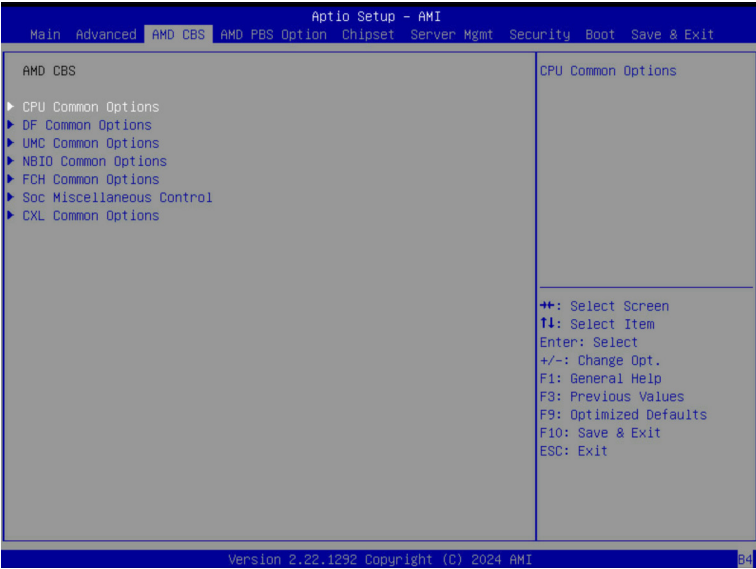 Aptio Setup – AMI
Main Advanced AMD CBS AMD PBS Option Chipset Server Mgmt Security Boot Save & Exit
AMD CBS
CPU Common Options
DF Common Options
UMC Common Options
NBIO Common Options
FCH Common Options
Soc Miscellaneous Control
CXL Common Options
CPU Common Options
→←: Select Screen
↑↓: Select Item
Enter: Select
+/-: Change Opt.
F1: General Help
F3: Previous Values
F9: Optimized Defaults
F10: Save & Exit
ESC: Exit
Version 2.22.1292 Copyright (C) 2024 AMI
B4